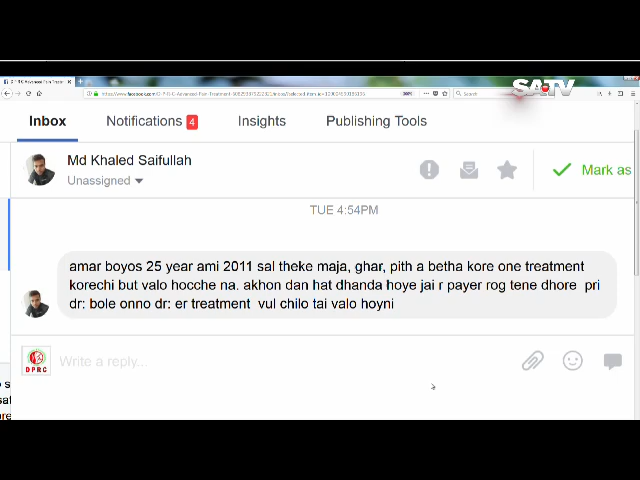 SATV
Inbox
Notifications 4
Insights
Publishing Tools
Md Khaled Saifullah
Unassigned
Mark as
TUE 4:54PM
amar boyos 25 year ami 2011 sal theke maja, ghar, pith a betha kore one treatment
korechi but valo hocche na. akhon dan hat dhanda hoye jai r payer rog tene dhore pri
dr: bole onno dr: er treatment vul chilo tai valo hoyni
DPRC
Write a reply...